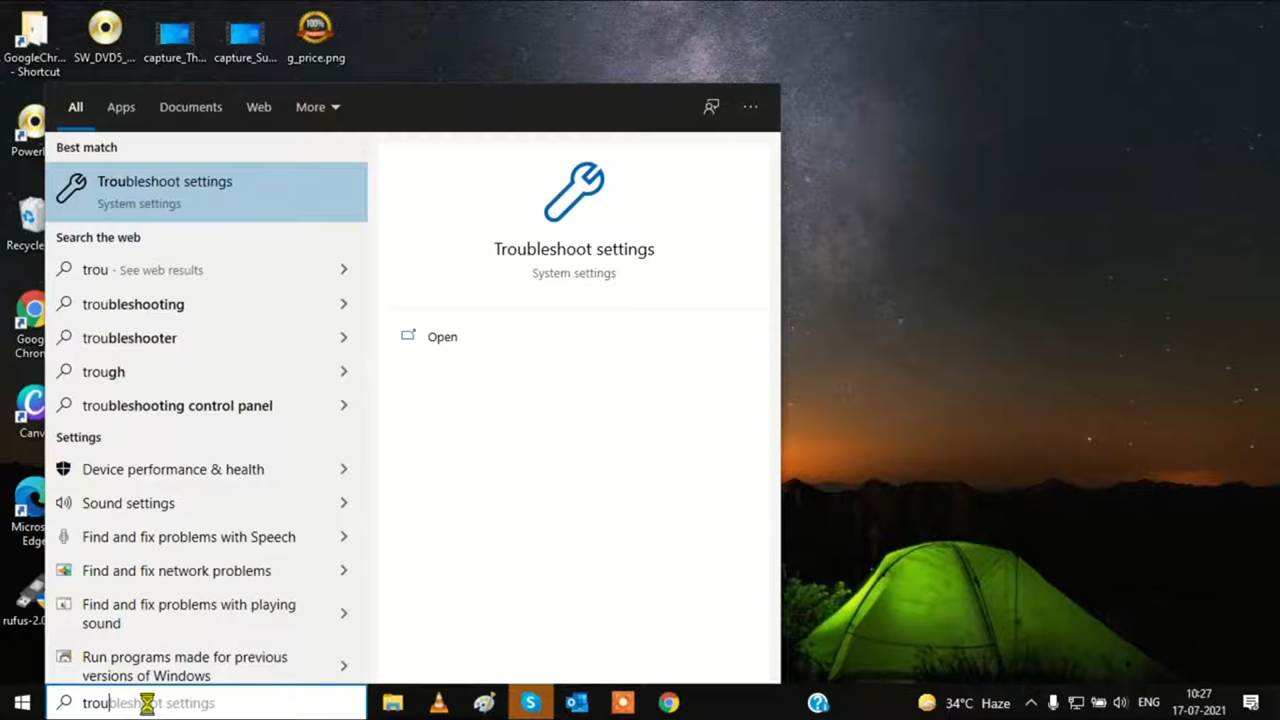 GoogleChr... - Shortcut
SW_DVD5_...
capture_Th...
capture_Su...
100%
g_price.png
PowerI
Recycle
Goog
Chron
Canv
Micros
Edge
rufus-2.0
All
Apps
Documents
Web
More
Best match
Troubleshoot settings
System settings
Search the web
trou - See web results
troubleshooting
troubleshooter
trough
troubleshooting control panel
Settings
Device performance & health
Sound settings
Find and fix problems with Speech
Find and fix network problems
Find and fix problems with playing
sound
Run programs made for previous
versions of Windows
Troubleshoot settings
System settings
Open
troubleshoot settings
34°C Haze
ENG
10:27
17-07-2021